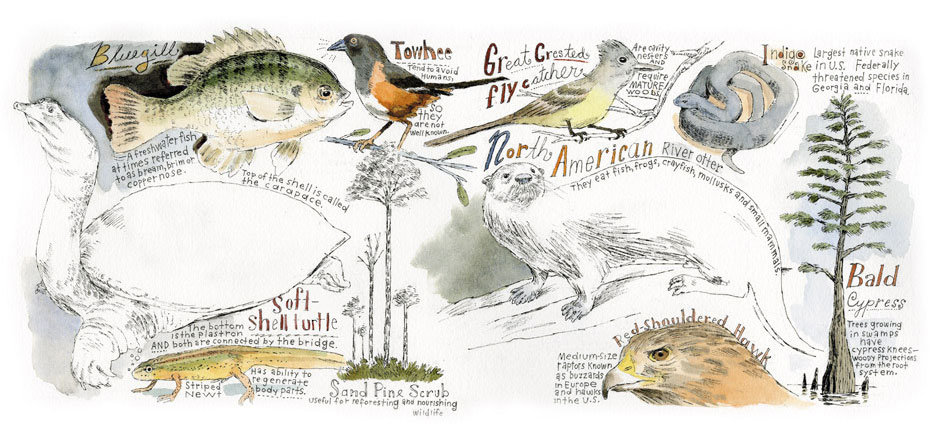 Bluegill
A freshwater fish
at times referred
to as bream, brim or
copper nose.
Top of the shell is called
the carapace.
Soft-
Shell Turtle
The bottom
is the plastron
AND both are connected by the bridge.
Striped
Newt
Has ability to
regenerate
body parts.
Towhee
tend to avoid
humans,
so
they
are not
well known.
Sand Pine Scrub
useful for reforesting and nourishing
wildlife
Great Crested
flycatcher
Are cavity
nesters
AND
require
MATURE
WOODS.
North American River otter
They eat fish, frogs, crayfish, mollusks and small mammals.
Red-Shouldered Hawk
Medium-size
raptors known
as buzzards
in Europe
and hawks
in the U.S.
Indigo
Snake
Largest native snake
in U.S. Federally
threatened species in
Georgia and Florida.
Bald
Cypress
Trees growing
in swamps
have
cypress knees—
woody projections
from the root
system.